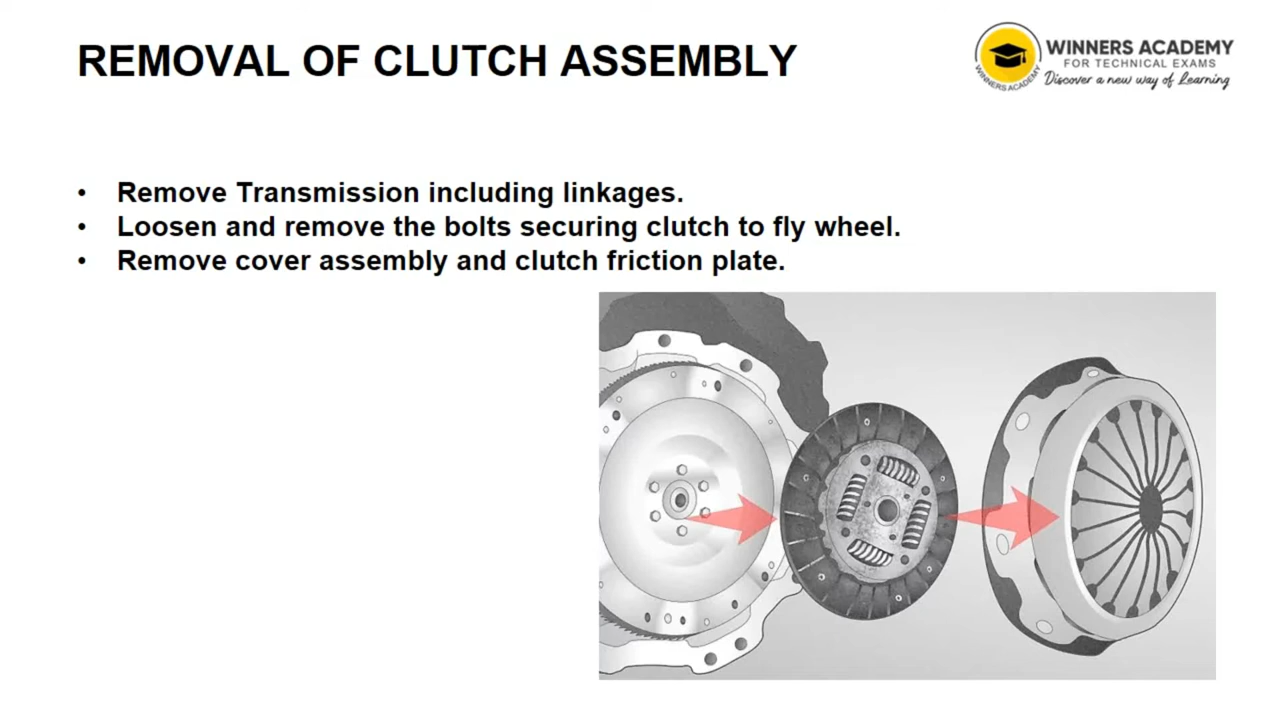 REMOVAL OF CLUTCH ASSEMBLY
WINNERS ACADEMY
FOR TECHNICAL EXAMS
Discover a new way of Learning
WINNERS ACADEMY
• Remove Transmission including linkages.
• Loosen and remove the bolts securing clutch to fly wheel.
• Remove cover assembly and clutch friction plate.